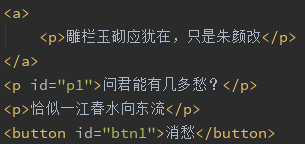 <a>
    <p>雕栏玉砌应犹在，只是朱颜改</p>
</a>
<p id="p1">问君能有几多愁？</p>
<p>恰似一江春水向东流</p>
<button id="btn1">消愁</button>